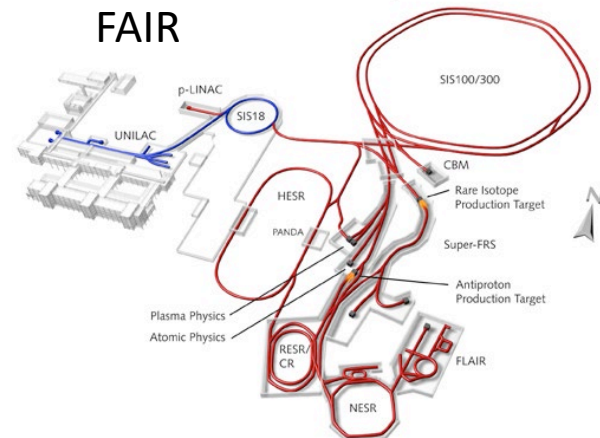 FAIR
SIS100/300
p-LINAC
SIS18
UNILAC
CBM
HESR
Rare Isotope
Production Target
PANDA
N
Super-FRS
Antiproton
Production Target
Plasma Physics
Atomic Physics
RESR/
CR
FLAIR
NESR